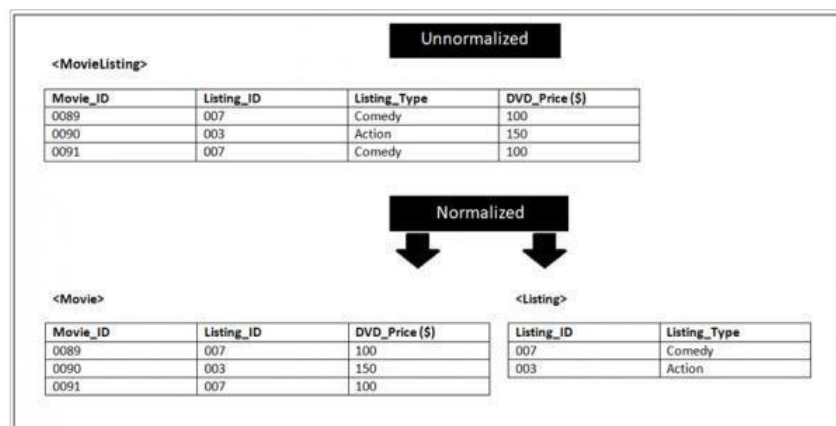 Unnormalized
<MovieListing>
Movie_ID Listing_ID Listing_Type DVD_Price ($)
0089 007 Comedy 100
0090 003 Action 150
0091 007 Comedy 100
Normalized
<Movie> <Listing>
Movie_ID Listing_ID DVD_Price ($) Listing_ID Listing_Type
0089 007 100 007 Comedy
0090 003 150 003 Action
0091 007 100